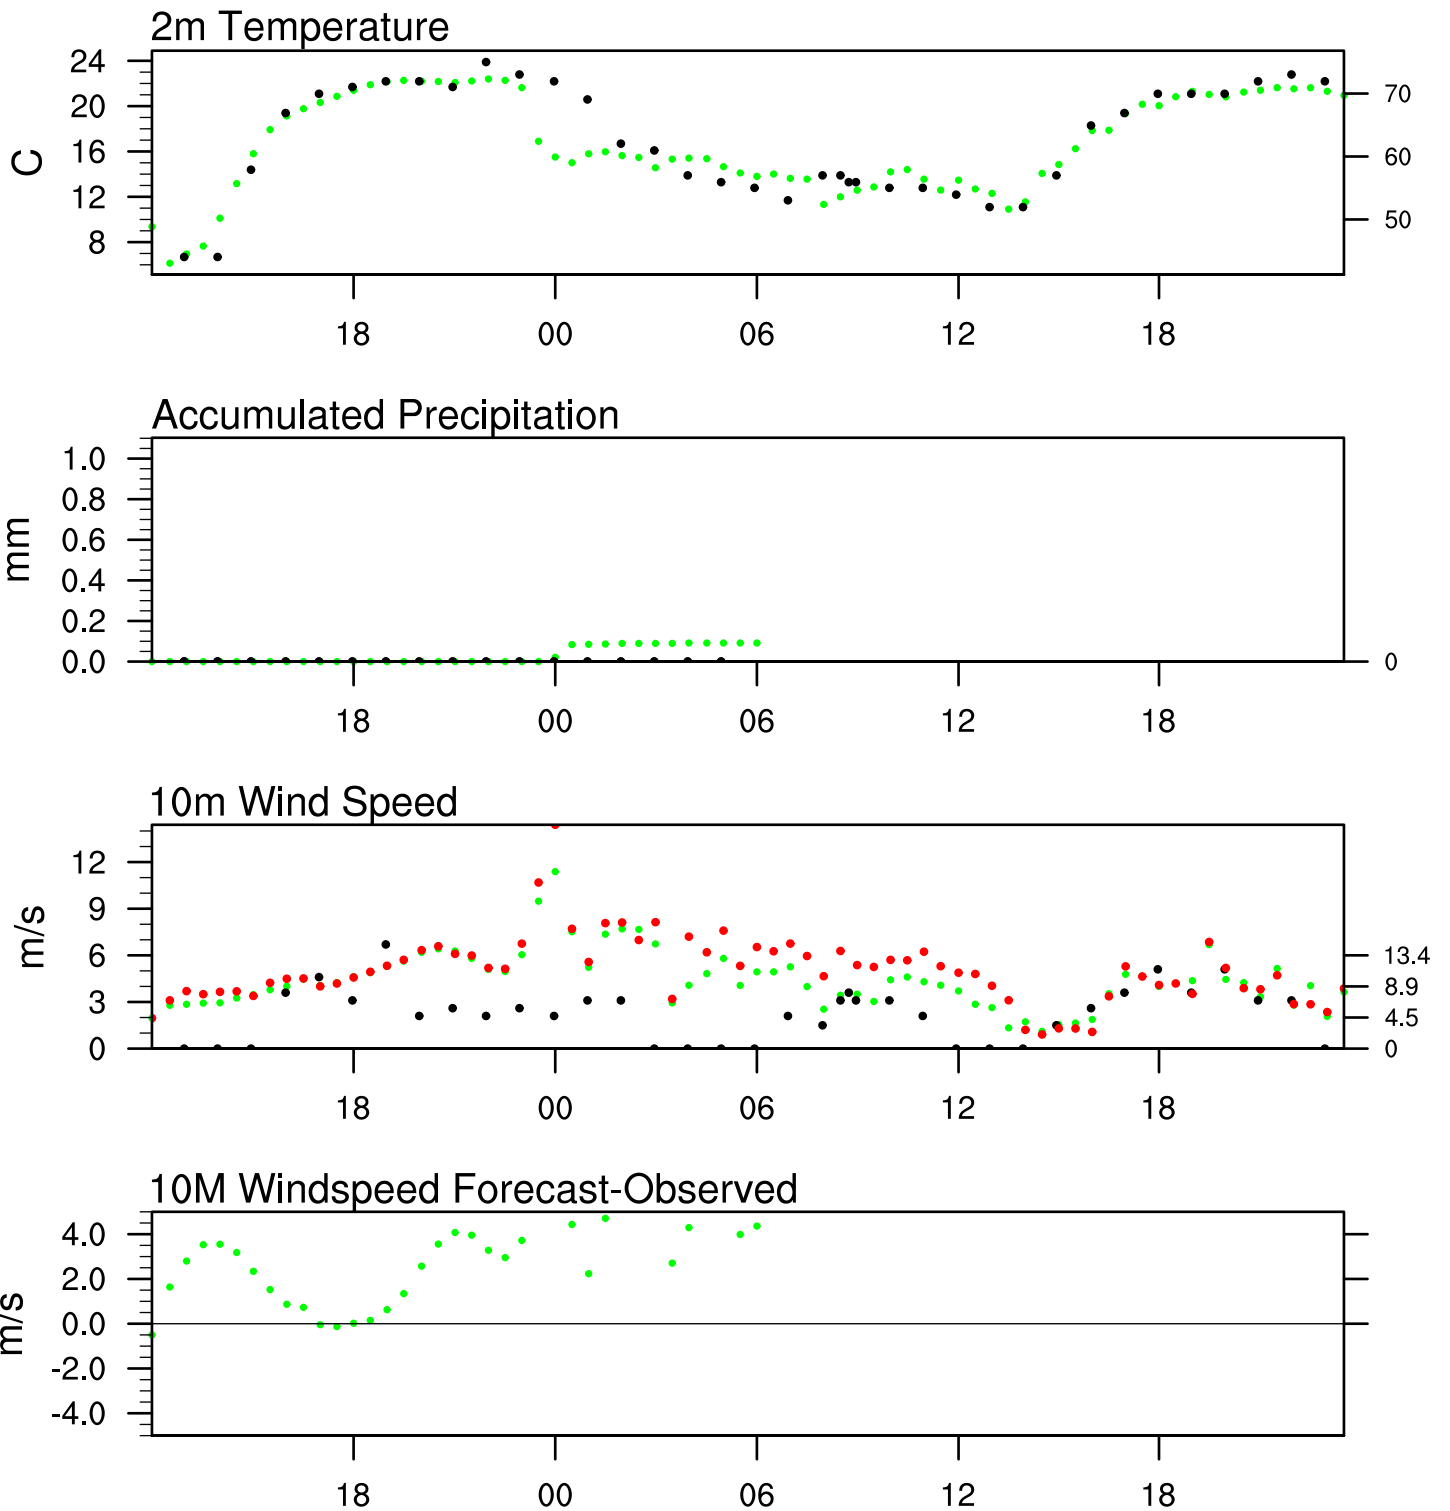 2m Temperature
24
20
16
12
8
C
70
60
50
18 00 06 12 18
Accumulated Precipitation
1.0
0.8
0.6
0.4
0.2
0.0
mm
0
18 00 06 12 18
10m Wind Speed
12
9
6
3
0
m/s
13.4
8.9
4.5
0
18 00 06 12 18
10M Windspeed Forecast-Observed
4.0
2.0
0.0
-2.0
-4.0
m/s
18 00 06 12 18